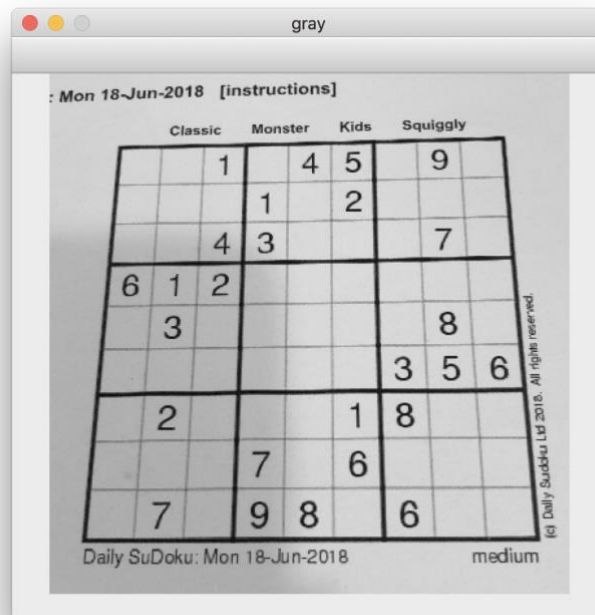 gray
: Mon 18-Jun-2018 [instructions]
Classic Monster Kids Squiggly
1 4 5 9
1 2
4 3 7
6 1 2
3 8
3 5 6
2 1 8
7 6
7 9 8 6
(c) Daily Sudoku Ltd 2018. All rights reserved.
Daily SuDoku: Mon 18-Jun-2018 medium